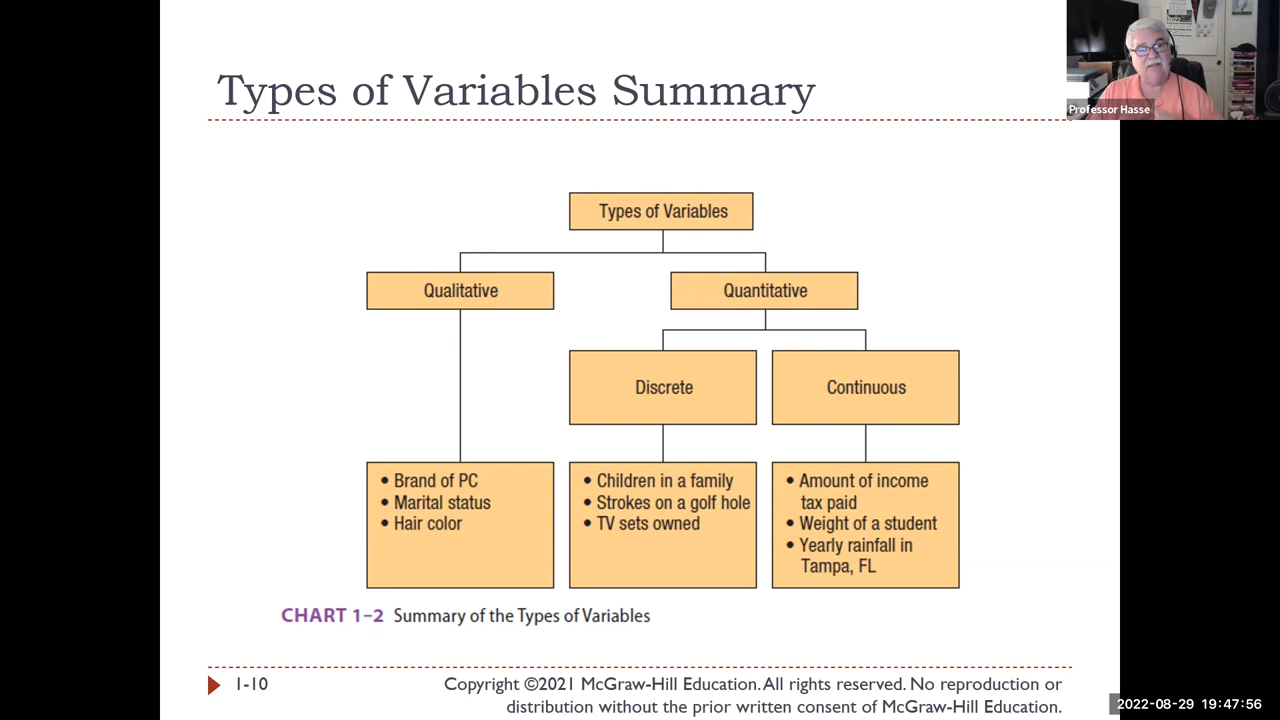 Types of Variables Summary
Professor Hasse
Types of Variables
Qualitative
Quantitative
Discrete
Continuous
• Brand of PC
• Marital status
• Hair color
• Children in a family
• Strokes on a golf hole
• TV sets owned
• Amount of income
tax paid
• Weight of a student
• Yearly rainfall in
Tampa, FL
CHART 1–2 Summary of the Types of Variables
1-10
Copyright ©2021 McGraw-Hill Education. All rights reserved. No reproduction or
distribution without the prior written consent of McGraw-Hill Education.
2022-08-29 19:47:56